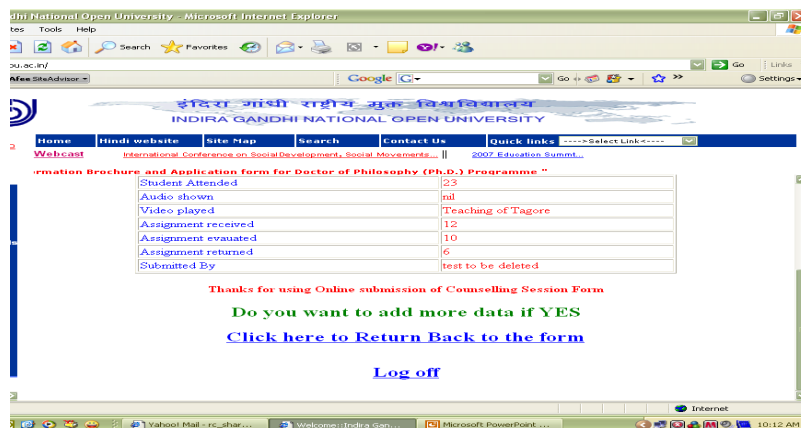 dhi National Open University - Microsoft Internet Explorer
tes Tools Help
Search Favorites
ou.ac.in/ Go Links
Afee SiteAdvisor Google G Go Settings
इंदिरा गांधी राष्ट्रीय मुक्त विश्वविद्यालय
INDIRA GANDHI NATIONAL OPEN UNIVERSITY
Home Hindi website Site Map Search Contact Us Quick links ---->Select Link<----
Webcast International Conference on Social Development, Social Movements... || 2007 Education Summt...
rmation Brochure and Application form for Doctor of Philosophy (Ph.D.) Programme "
Student Attended 23
Audio shown nil
Video played Teaching of Tagore
Assignment received 12
Assignment evauated 10
Assignment returned 6
Submitted By test to be deleted
Thanks for using Online submission of Counselling Session Form
Do you want to add more data if YES
Click here to Return Back to the form
Log off
Internet
Yahoo! Mail - rc_shar... Welcome::Indira Gan... Microsoft PowerPoint ... 10:12 AM